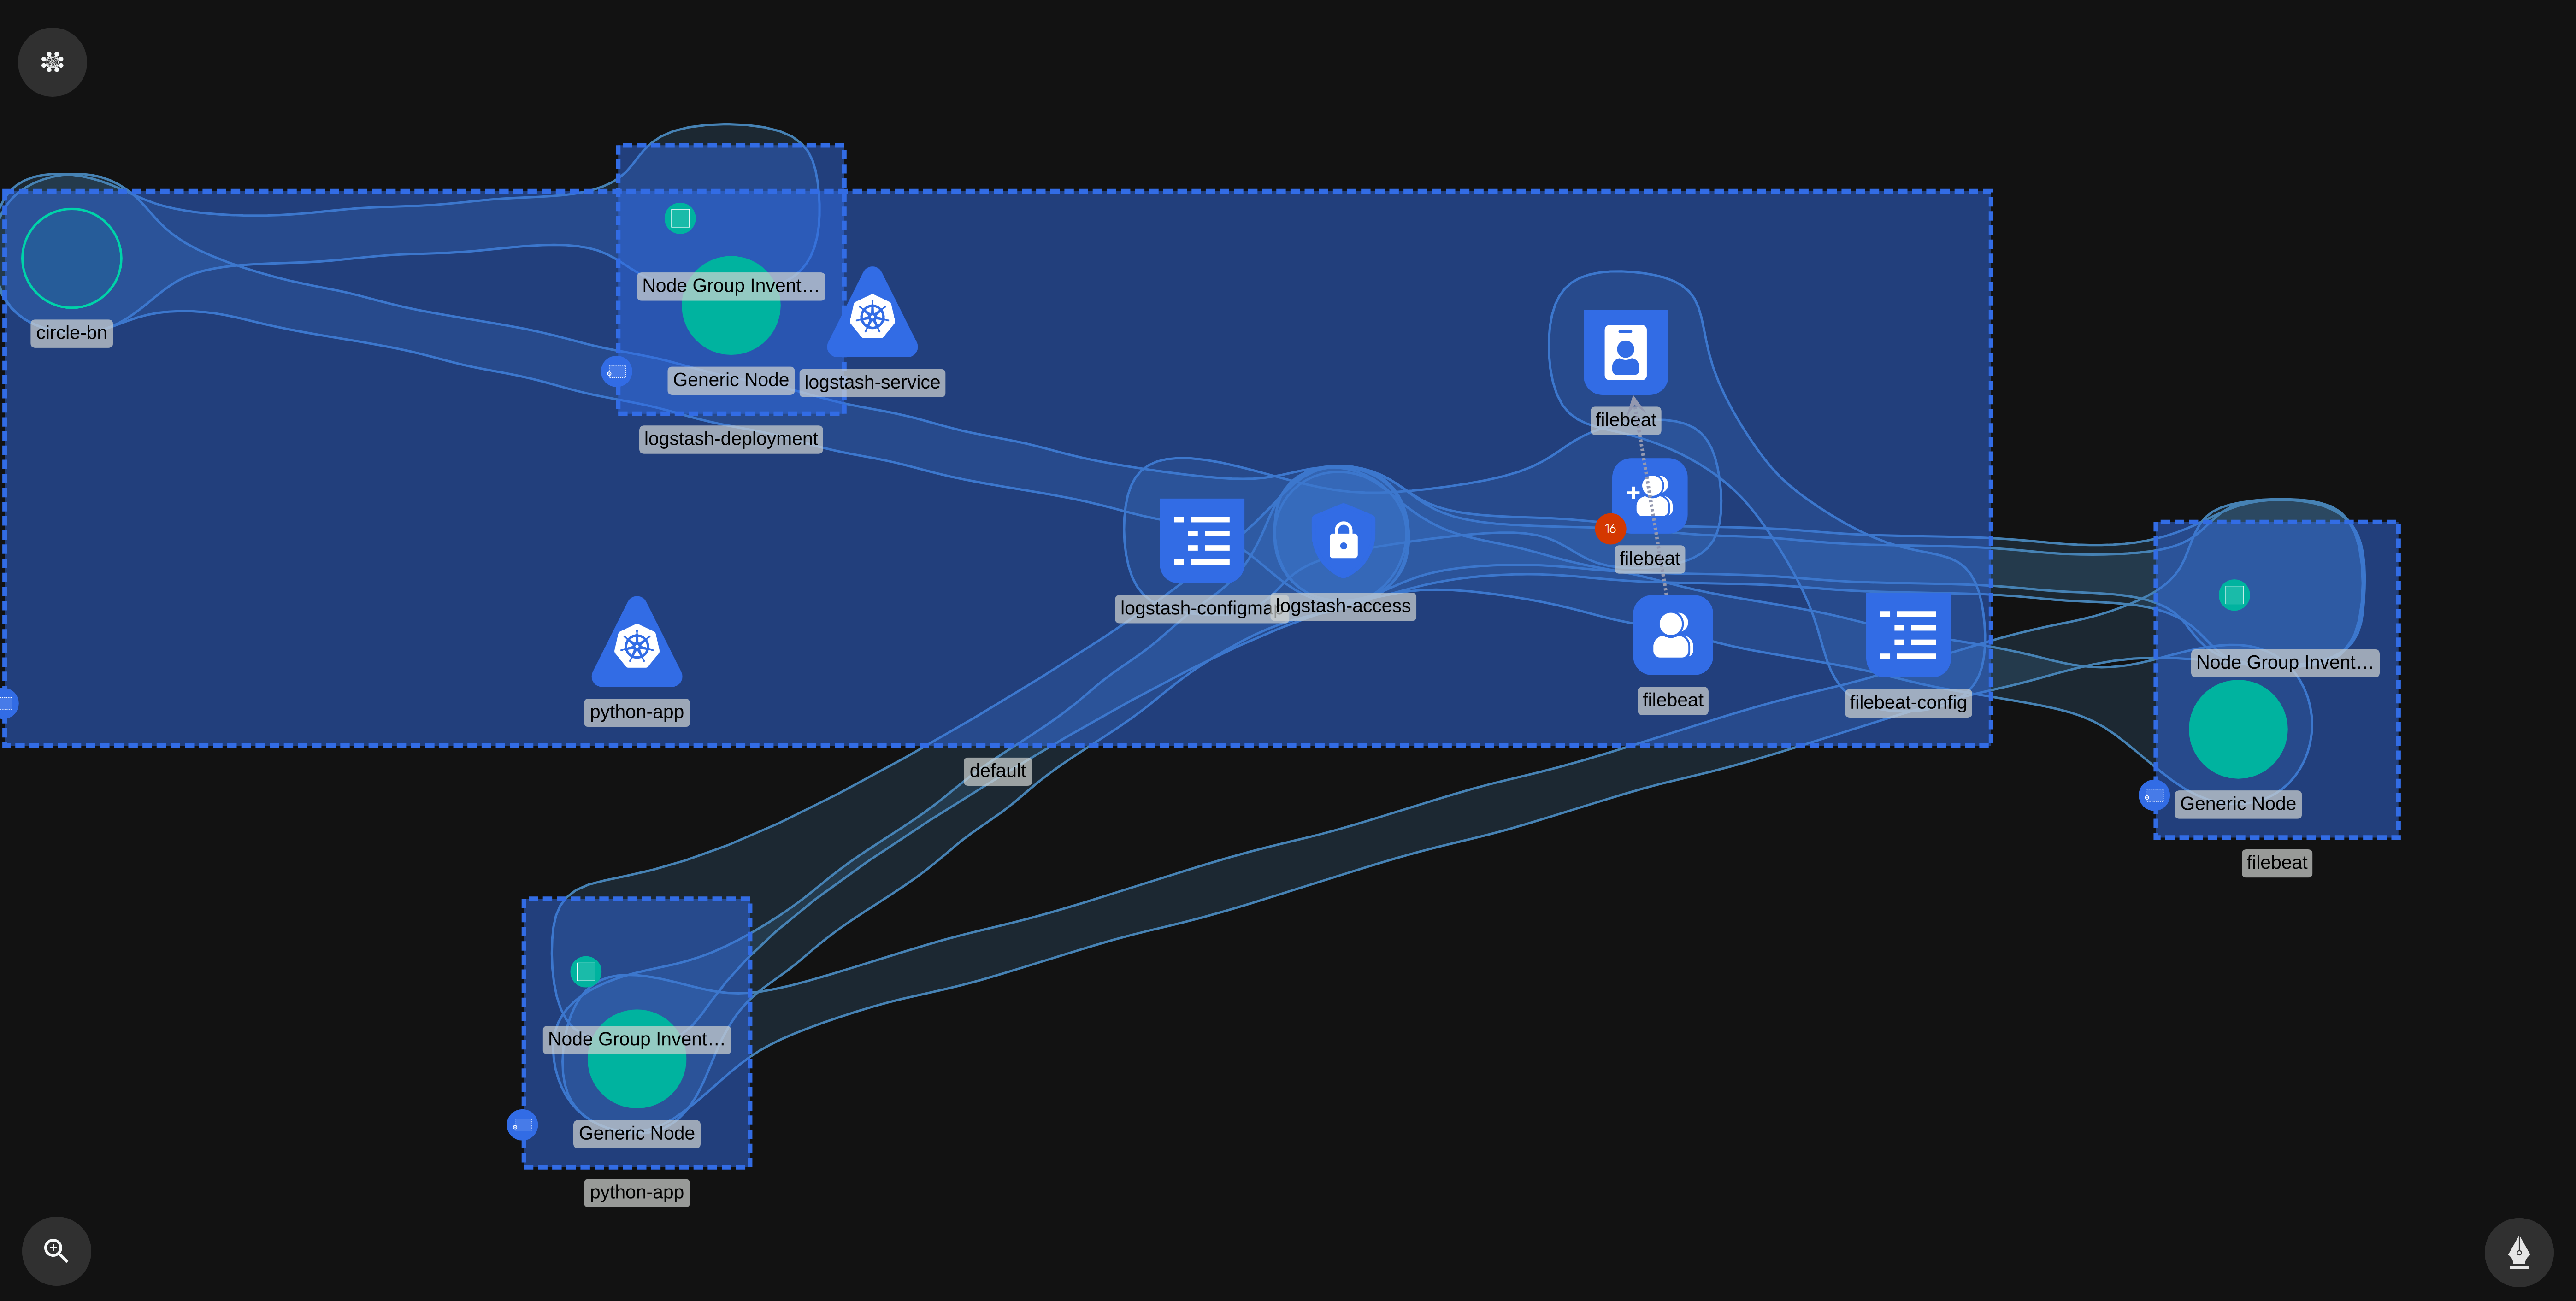 circle-bn
Node Group Invent...
Generic Node
logstash-service
logstash-deployment
filebeat
16
filebeat
logstash-configma
logstash-access
filebeat
filebeat-config
python-app
default
Node Group Invent...
Generic Node
filebeat
Node Group Invent...
Generic Node
python-app